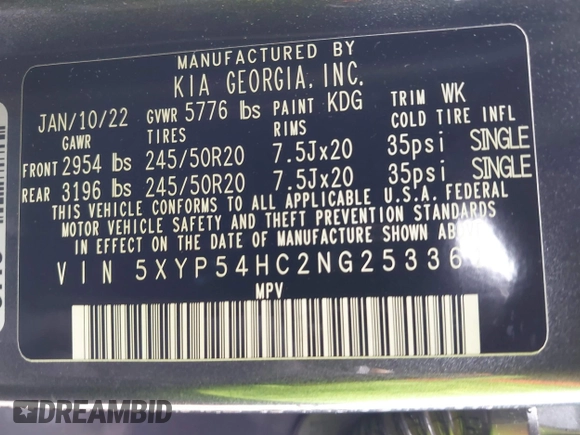 MANUFACTURED BY
KIA GEORGIA, INC.
JAN/10/22 GVWR 5776 lbs PAINT KDG TRIM WK
GAWR TIRES RIMS COLD TIRE INFL
FRONT 2954 lbs 245/50R20 7.5Jx20 35psi SINGLE
REAR 3196 lbs 245/50R20 7.5Jx20 35psi SINGLE
THIS VEHICLE CONFORMS TO ALL APPLICABLE U.S.A. FEDERAL
MOTOR VEHICLE SAFETY AND THEFT PREVENTION STANDARDS
IN EFFECT ON THE DATE OF MANUFACTURE SHOWN ABOVE.
VIN
MPV
DREAMBID